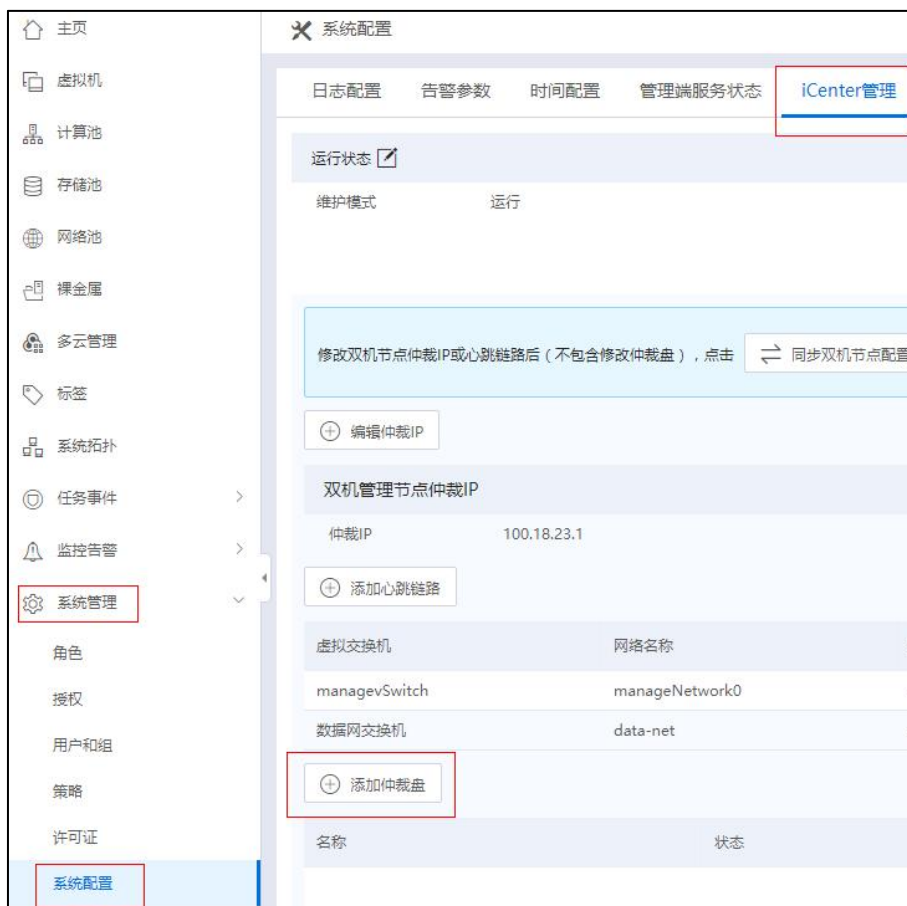 主页
虚拟机
计算池
存储池
网络池
裸金属
多云管理
标签
系统拓扑
任务事件
监控告警
系统管理
角色
授权
用户和组
策略
许可证
系统配置
系统配置
日志配置 告警参数 时间配置 管理端服务状态 iCenter管理
运行状态
维护模式 运行
修改双机节点仲裁IP或心跳链路后（不包含修改仲裁盘），点击 同步双机节点配置
编辑仲裁IP
双机管理节点仲裁IP
仲裁IP 100.18.23.1
添加心跳链路
虚拟交换机 网络名称
managevSwitch manageNetwork0
数据网交换机 data-net
添加仲裁盘
名称 状态